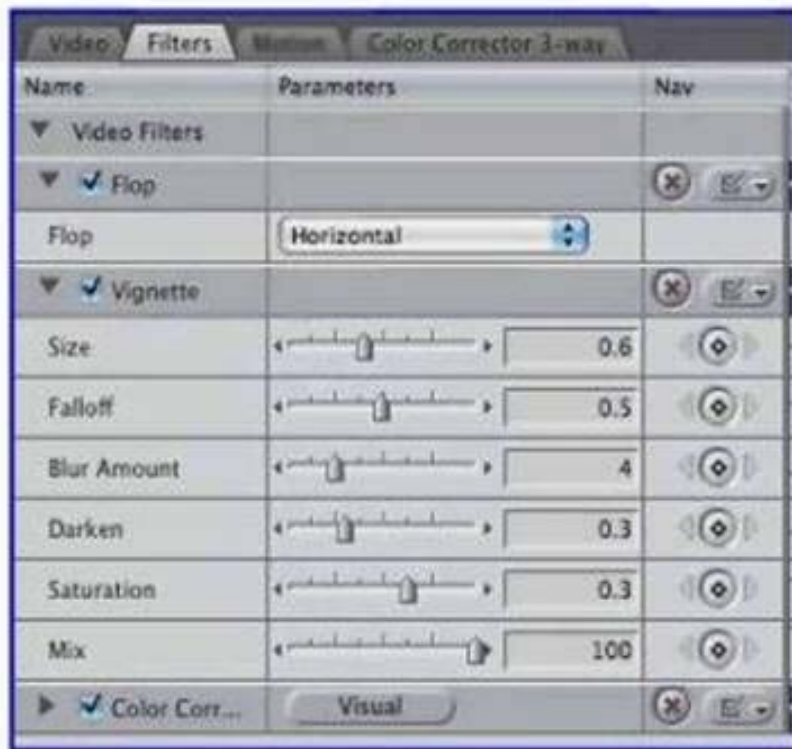 Video Filters Motion Color Corrector 3-way
Name Parameters Nav
Video Filters
Flop
Flop Horizontal
Vignette
Size 0.6
Falloff 0.5
Blur Amount 4
Darken 0.3
Saturation 0.3
Mix 100
Color Corr... Visual